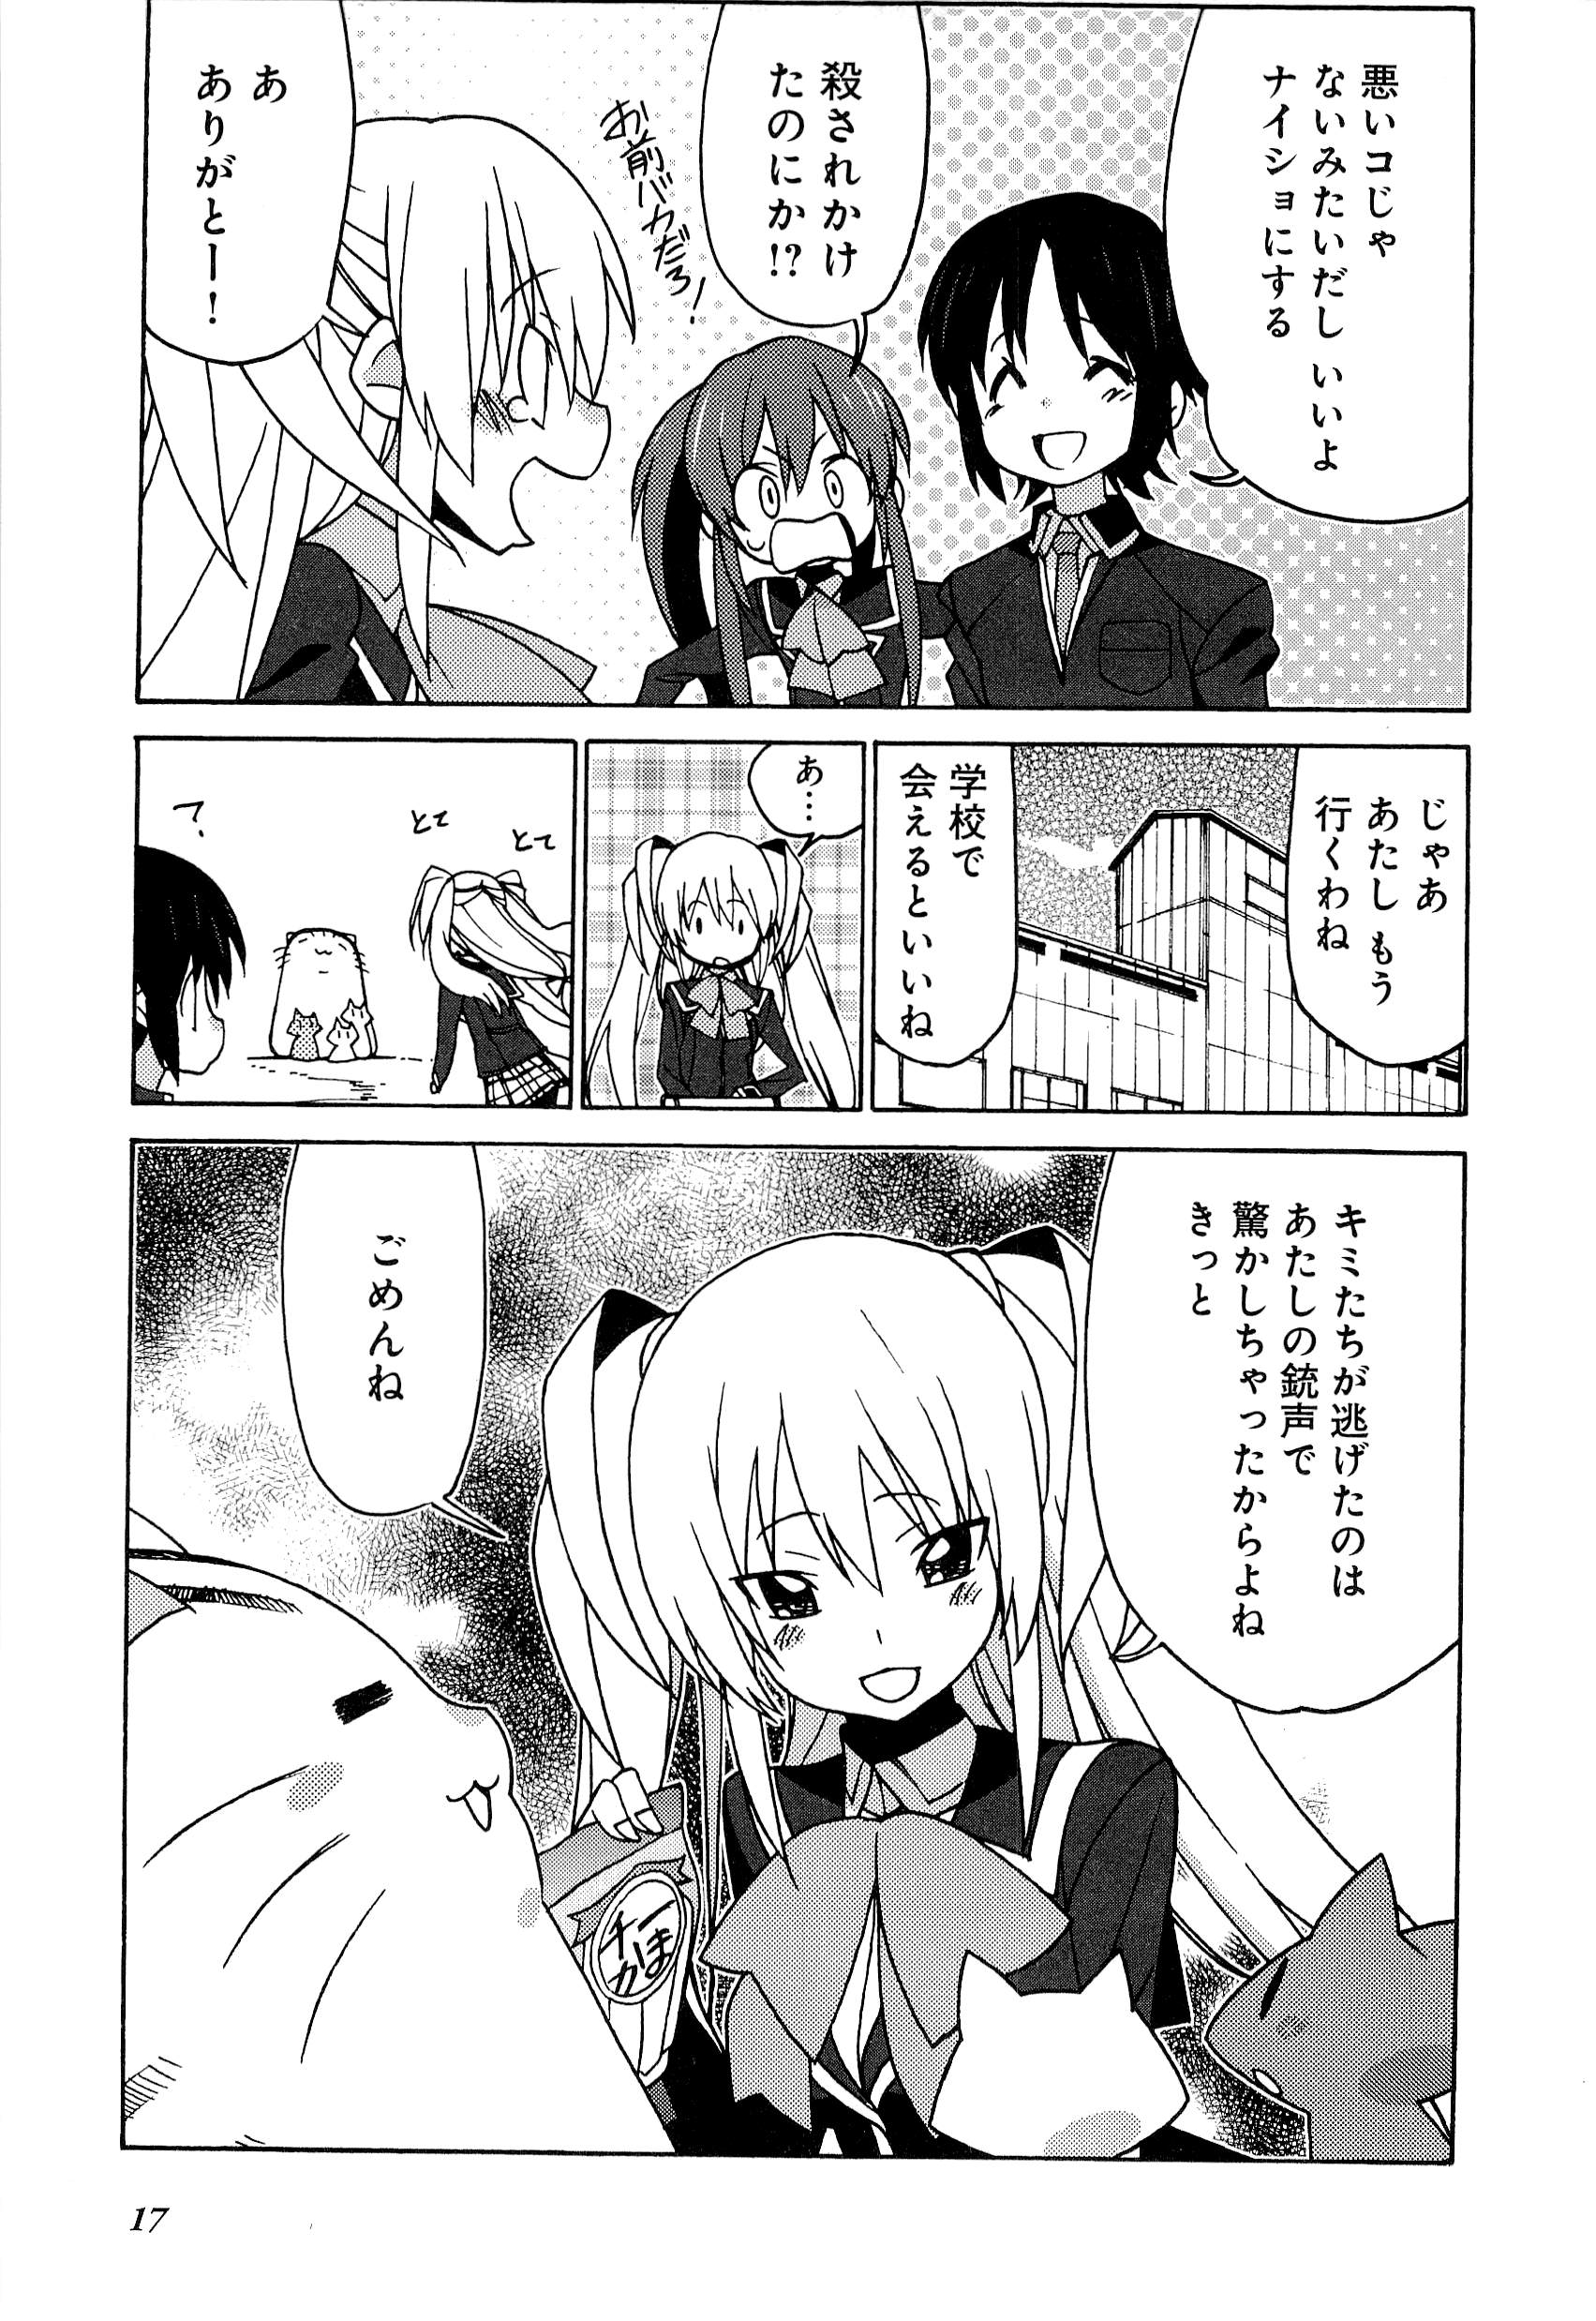 悪いコじゃ
ないみたいだし いいよ
ナイショにする
殺されかけ
たのにか!?
お前バカだろ!
あ
ありがとー!
じゃあ
あたし もう
行くわね
学校で
会えるといいね
あ…
とて
とて
?
キミたちが逃げたのは
あたしの銃声で
驚かしちゃったからよね
きっと
ごめんね
17